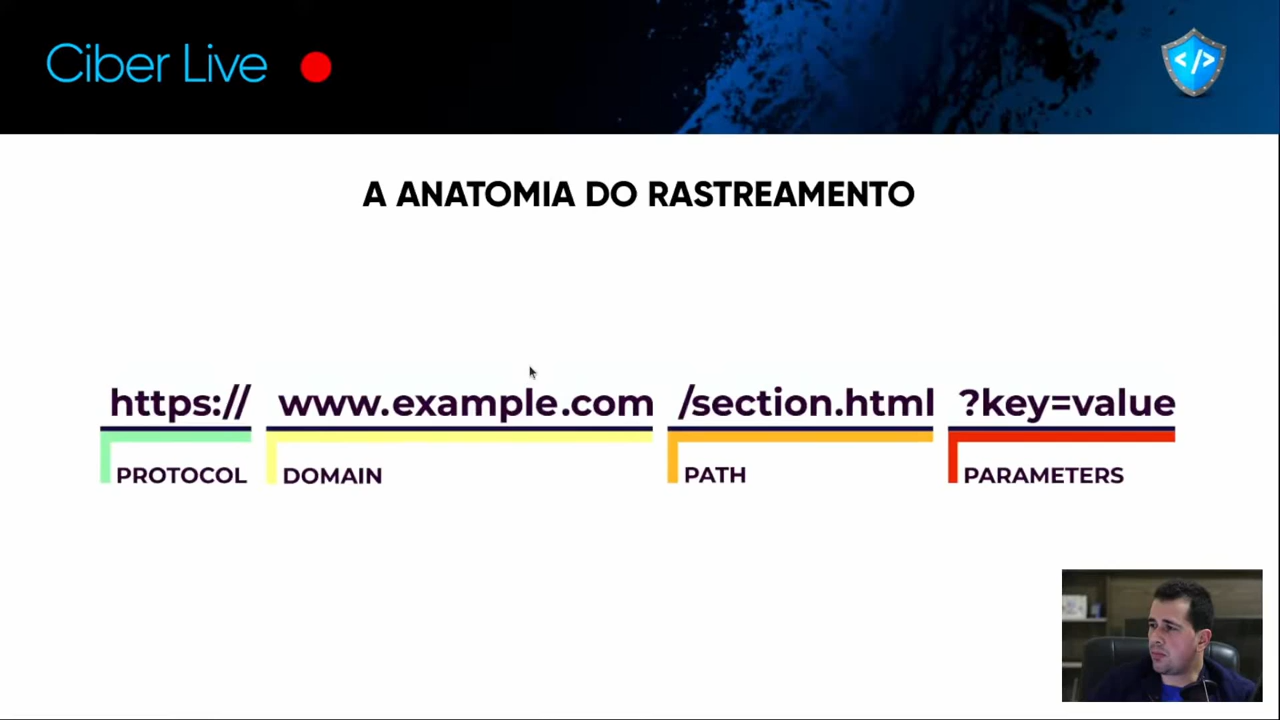 Ciber Live
</>
A ANATOMIA DO RASTREAMENTO
https:// www.example.com /section.html ?key=value
PROTOCOL DOMAIN PATH PARAMETERS